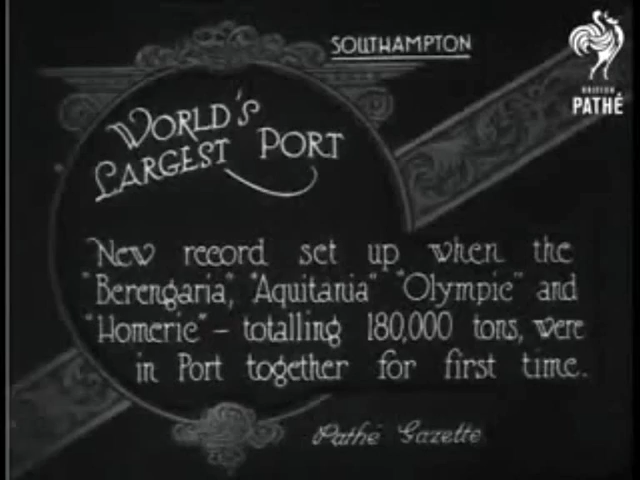 SOUTHAMPTON
BRITISH
PATHÉ
WORLD'S
LARGEST PORT
New record set up when the
"Berengaria", "Aquitania" "Olympic" and
"Homeric" – totalling 180,000 tons, were
in Port together for first time.
Pathé Gazette